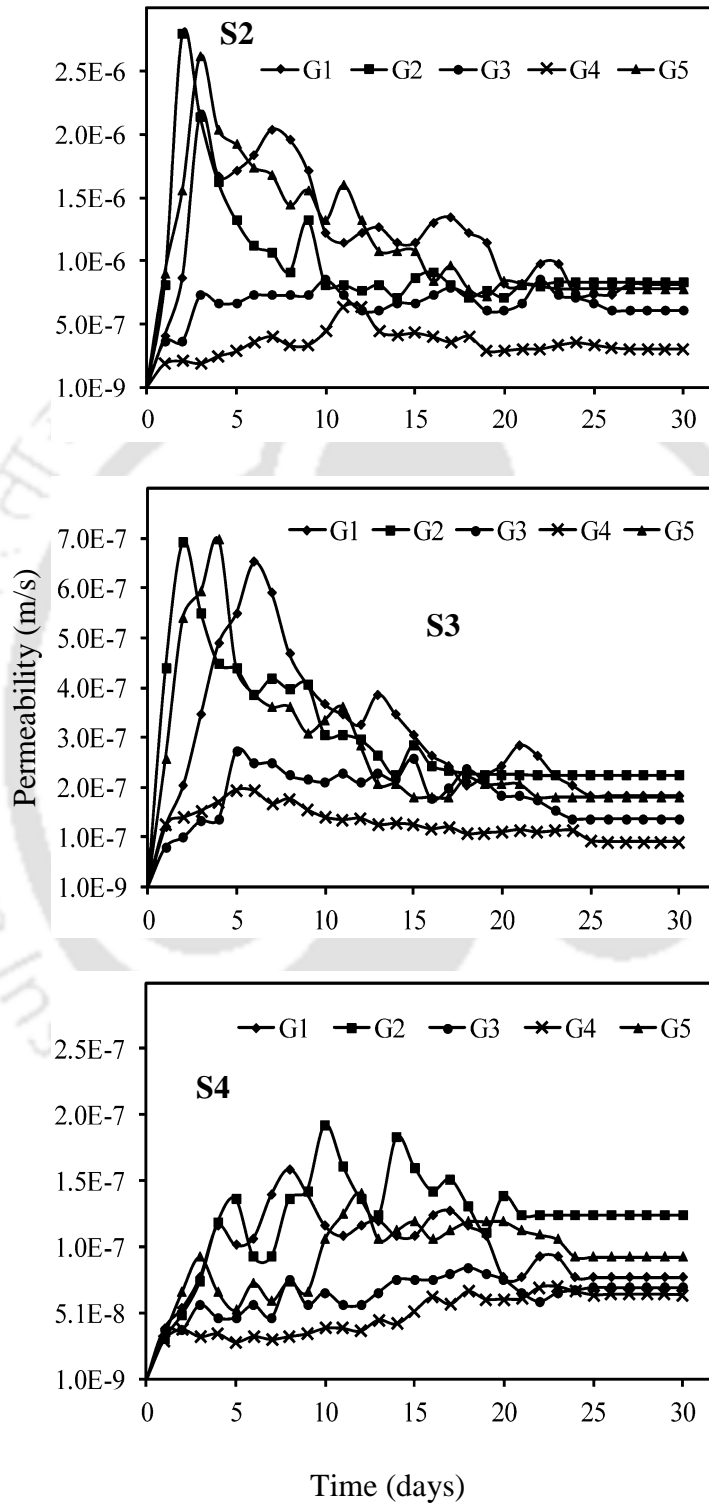 S2
2.5E-6
G1 G2 G3 G4 G5
2.0E-6
1.5E-6
1.0E-6
5.0E-7
1.0E-9
0 5 10 15 20 25 30
Permeability (m/s)
7.0E-7
G1 G2 G3 G4 G5
6.0E-7
S3
5.0E-7
4.0E-7
3.0E-7
2.0E-7
1.0E-7
1.0E-9
0 5 10 15 20 25 30
G1 G2 G3 G4 G5
2.5E-7
S4
2.0E-7
1.5E-7
1.0E-7
5.1E-8
1.0E-9
0 5 10 15 20 25 30
Time (days)